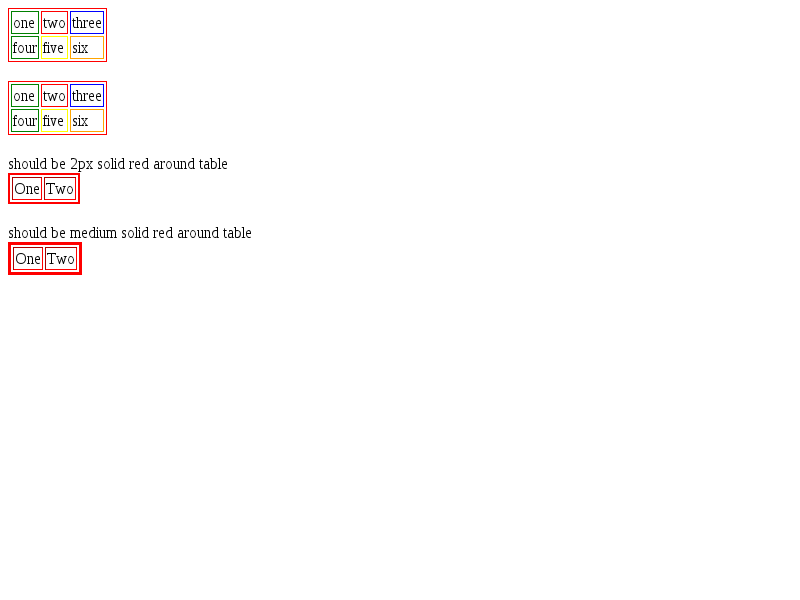 one two three
four five six
one two three
four five six
should be 2px solid red around table
One Two
should be medium solid red around table
One Two